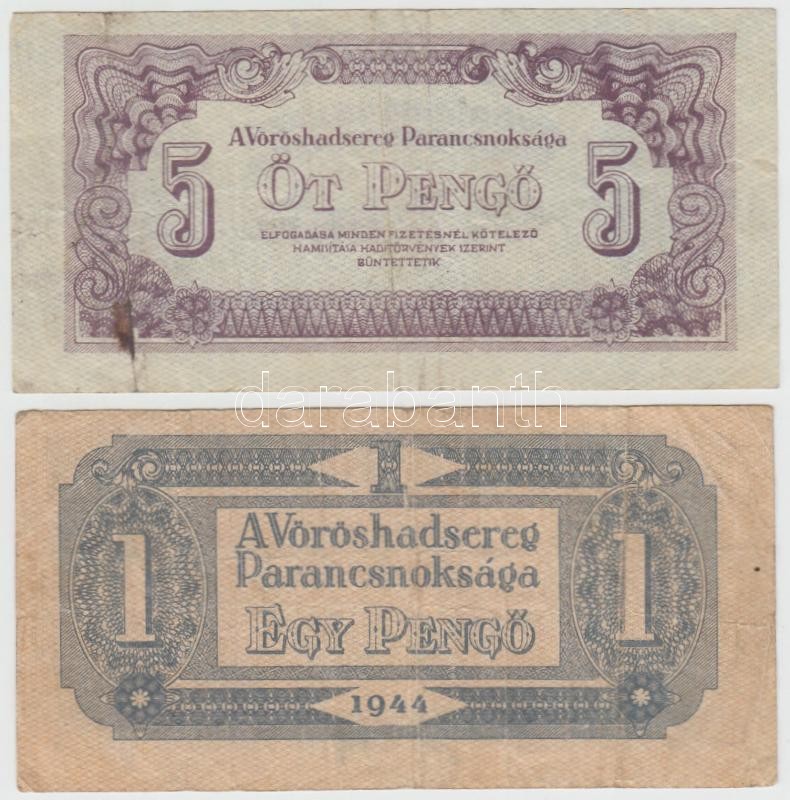 A Vöröshadsereg Parancsnoksága
5 ÖT PENGŐ 5
ELFOGADÁSA MINDEN FIZETÉSNÉL KÖTELEZŐ
HAMISÍTÁSA HADITÖRVÉNYEK SZERINT
BÜNTETTETIK
darabanth
1
A Vöröshadsereg
1 Parancsnoksága 1
EGY PENGŐ
1944